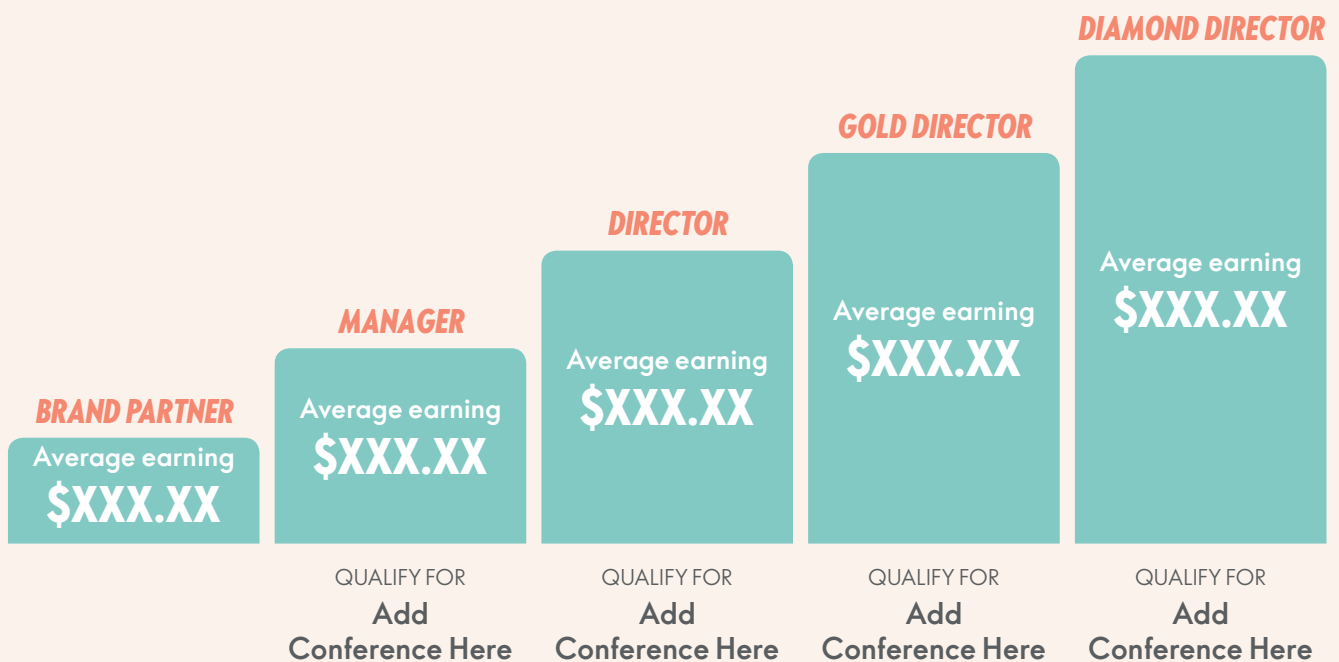 BRAND PARTNER
Average earning
$XXX.XX
MANAGER
Average earning
$XXX.XX
QUALIFY FOR
Add
Conference Here
DIRECTOR
Average earning
$XXX.XX
QUALIFY FOR
Add
Conference Here
GOLD DIRECTOR
Average earning
$XXX.XX
QUALIFY FOR
Add
Conference Here
DIAMOND DIRECTOR
Average earning
$XXX.XX
QUALIFY FOR
Add
Conference Here